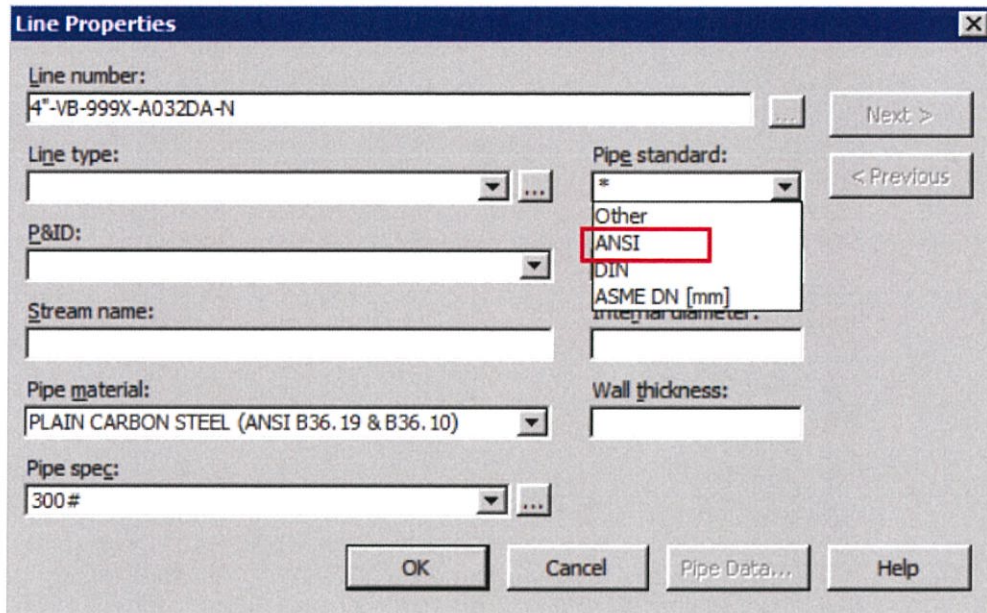 Line Properties
Line number:
4"-VB-999X-A032DA-N
...
Next >
Line type:
...
Pipe standard:
*
< Previous
Other
ANSI
DIN
ASME DN [mm]
P&ID:
Stream name:
Internal diameter:
Pipe material:
PLAIN CARBON STEEL (ANSI B36.19 & B36.10)
Wall thickness:
Pipe spec:
300#
...
OK
Cancel
Pipe Data...
Help